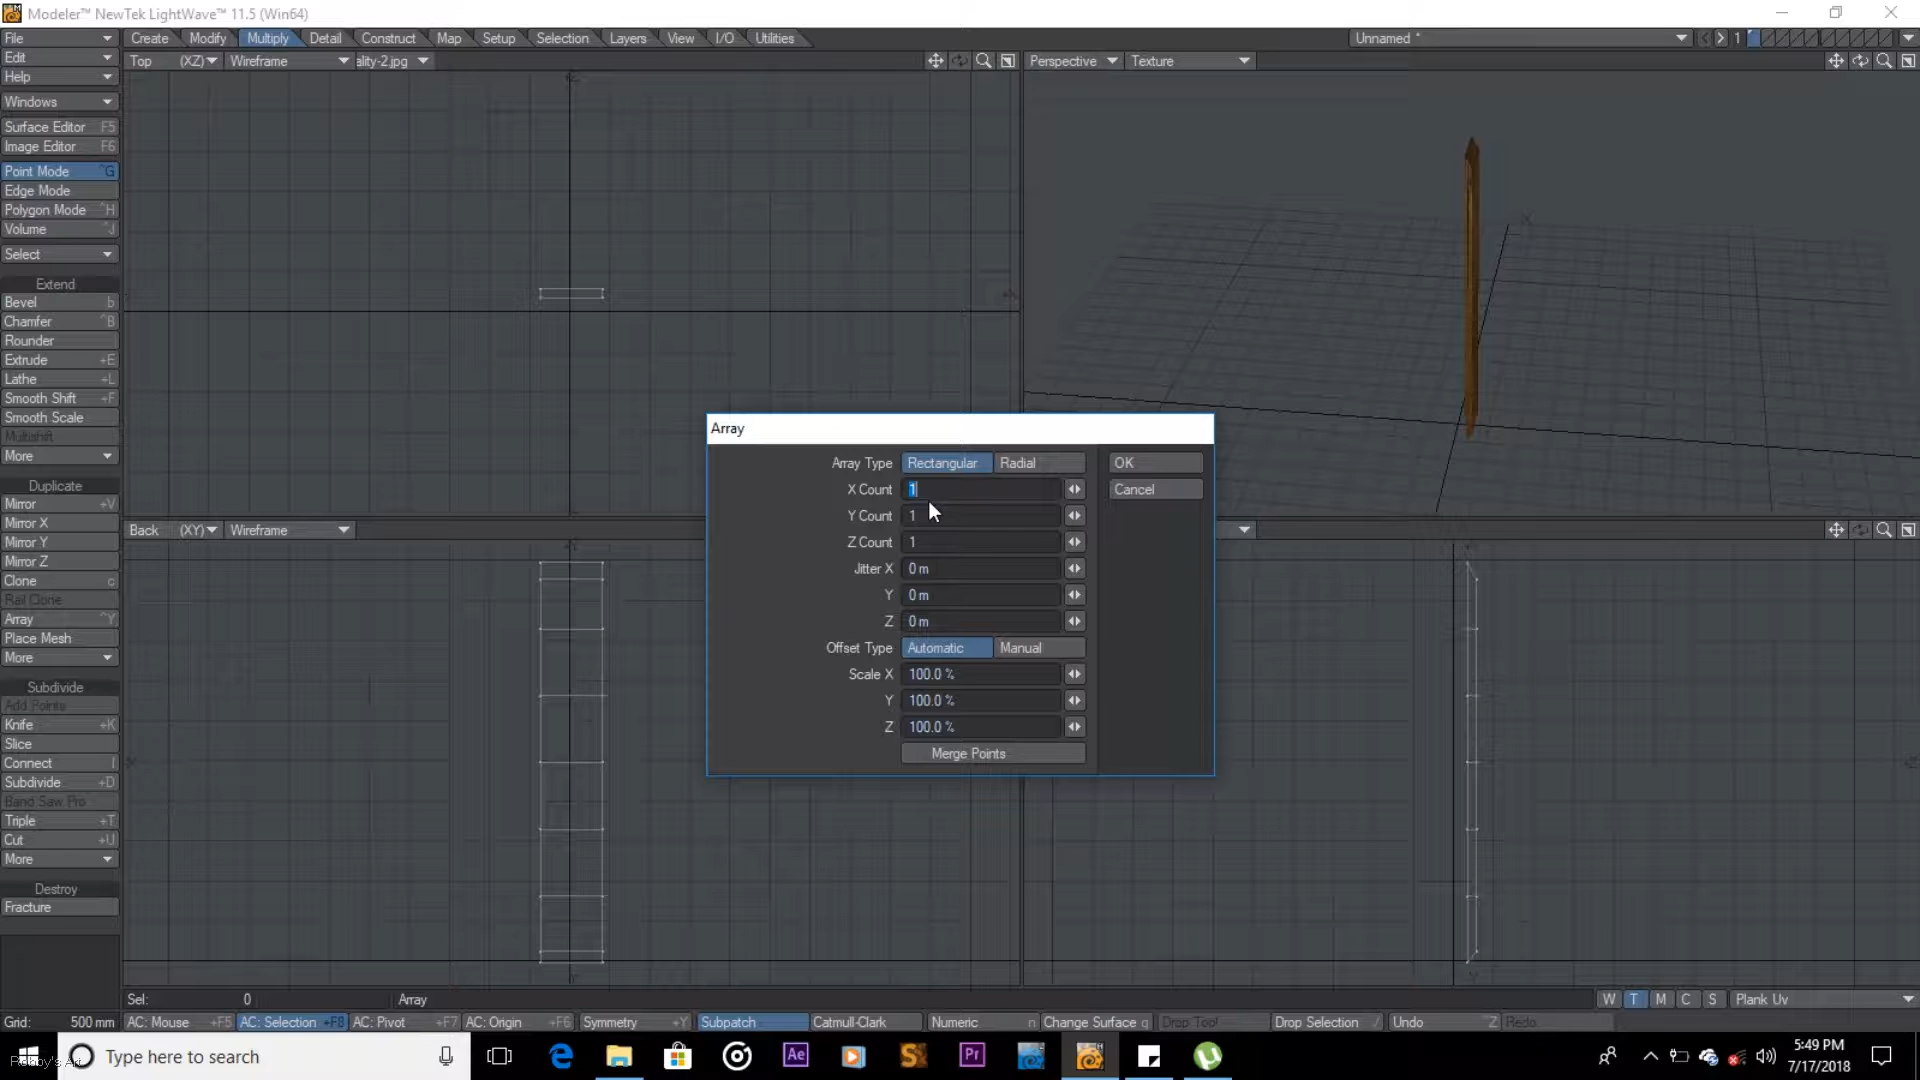 Modeler™ NewTek LightWave™ 11.5 (Win64)
File Create Modify Multiply Detail Construct Map Setup Selection Layers View I/O Utilities Unnamed * 1
Edit Top (XZ) Wireframe ality-2.jpg Perspective Texture
Help
Windows
Surface Editor F5
Image Editor F6
Point Mode ^G
Edge Mode
Polygon Mode ^H
Volume ^J
Select
Extend
Bevel b
Chamfer ^B
Rounder
Extrude +E
Lathe +L
Smooth Shift +F
Smooth Scale
Multishift
More
Duplicate
Mirror +V
Mirror X
Mirror Y
Mirror Z
Clone c
Rail Clone
Array ^Y
Place Mesh
More
Subdivide
Add Points
Knife +K
Slice
Connect l
Subdivide +D
Band Saw Pro
Triple +T
Cut +U
More
Destroy
Fracture
Back (XY) Wireframe
Array
Array Type Rectangular Radial OK
X Count 1 Cancel
Y Count 1
Z Count 1
Jitter X 0 m
Y 0 m
Z 0 m
Offset Type Automatic Manual
Scale X 100.0 %
Y 100.0 %
Z 100.0 %
Merge Points
Sel: 0 Array W T M C S Plank Uv
Grid: 500 mm AC: Mouse +F5 AC: Selection +F8 AC: Pivot +F7 AC: Origin +F6 Symmetry +Y Subpatch Catmull-Clark Numeric n Change Surface q Drop Tool Drop Selection / Undo Z Redo
Robby's Art
Type here to search
Ae
Pr
5:49 PM
7/17/2018